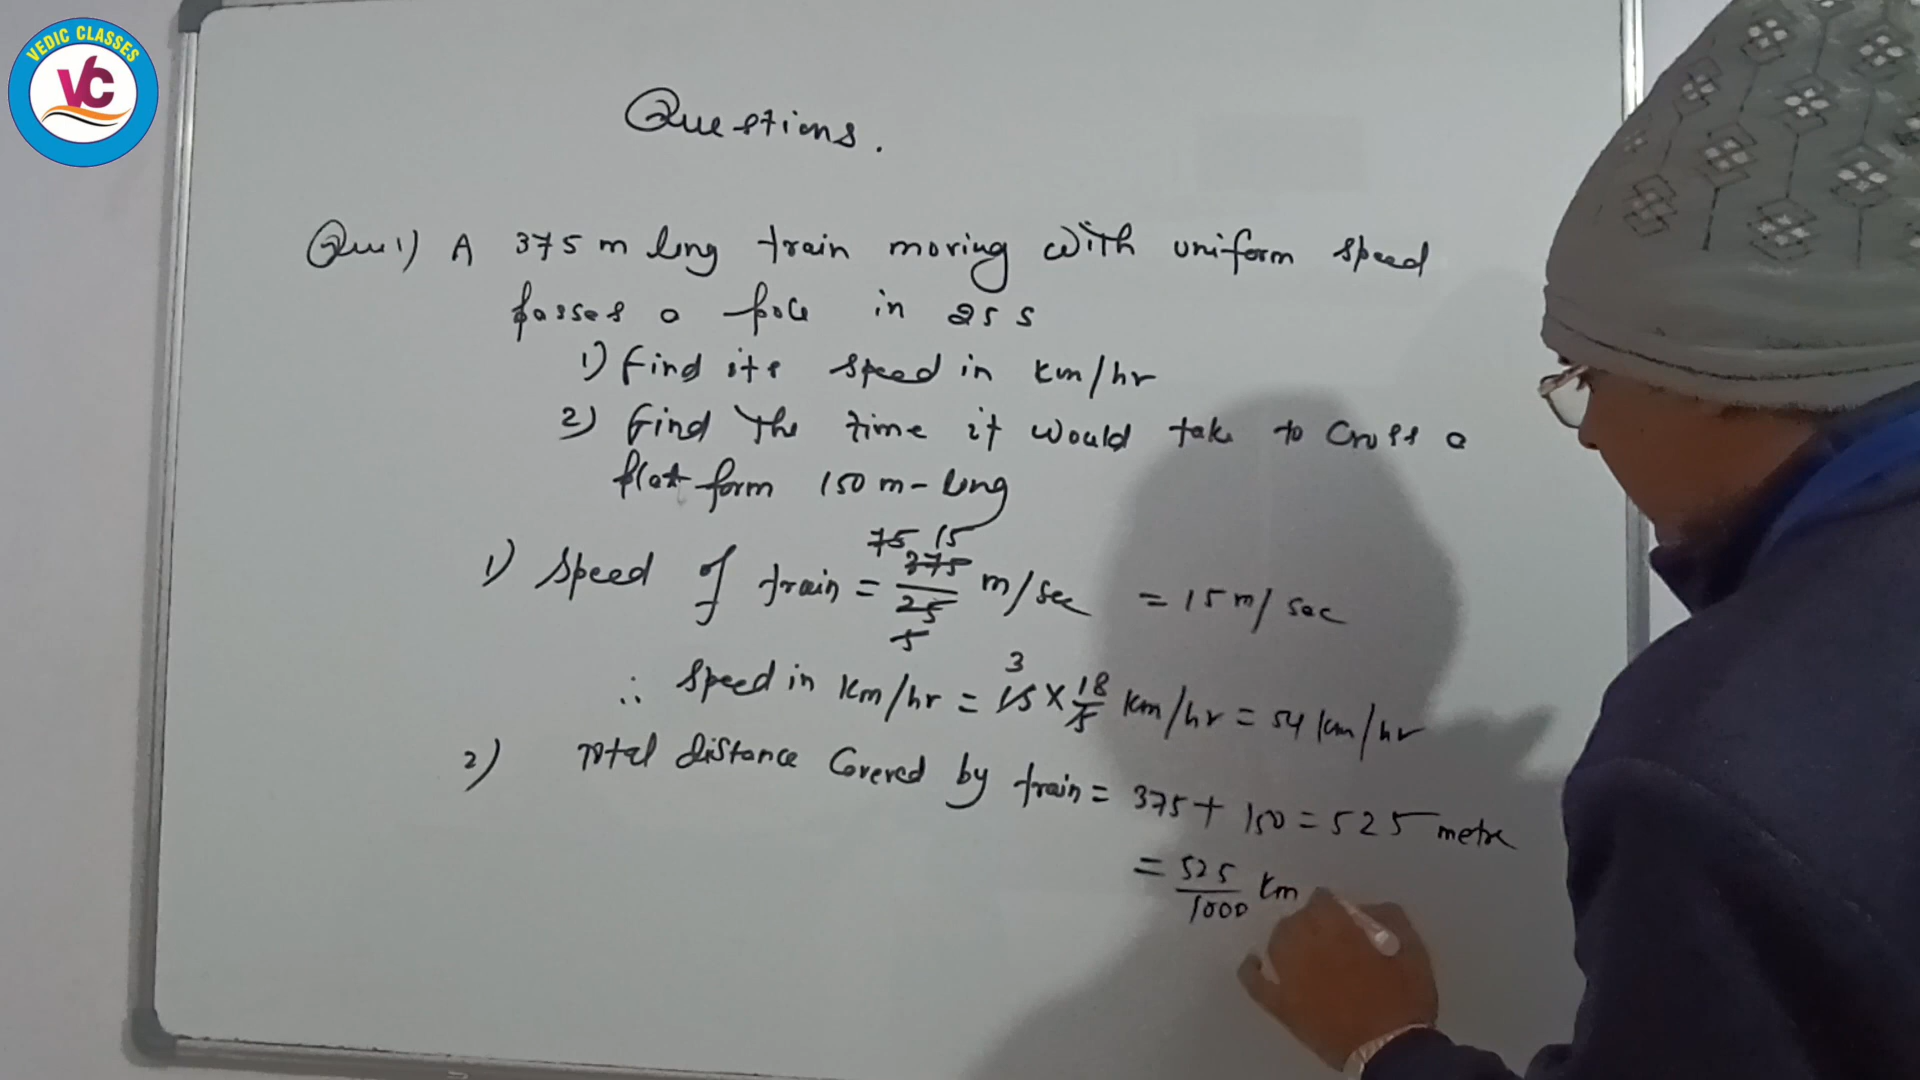 VEDIC CLASSES
VC
Questions.
Que 1) A 375 m long train moving with uniform speed
passes a pole in 25 s
1) Find its speed in km/hr
2) Find the time it would take to cross a
platform 150 m-long
75 15
1) Speed of train = 375/25 m/sec = 15 m/sec
5
3
∴ Speed in km/hr = 15 × 18/5 km/hr = 54 km/hr
2) Total distance Covered by train = 375 + 150 = 525 metre
= 525/1000 km